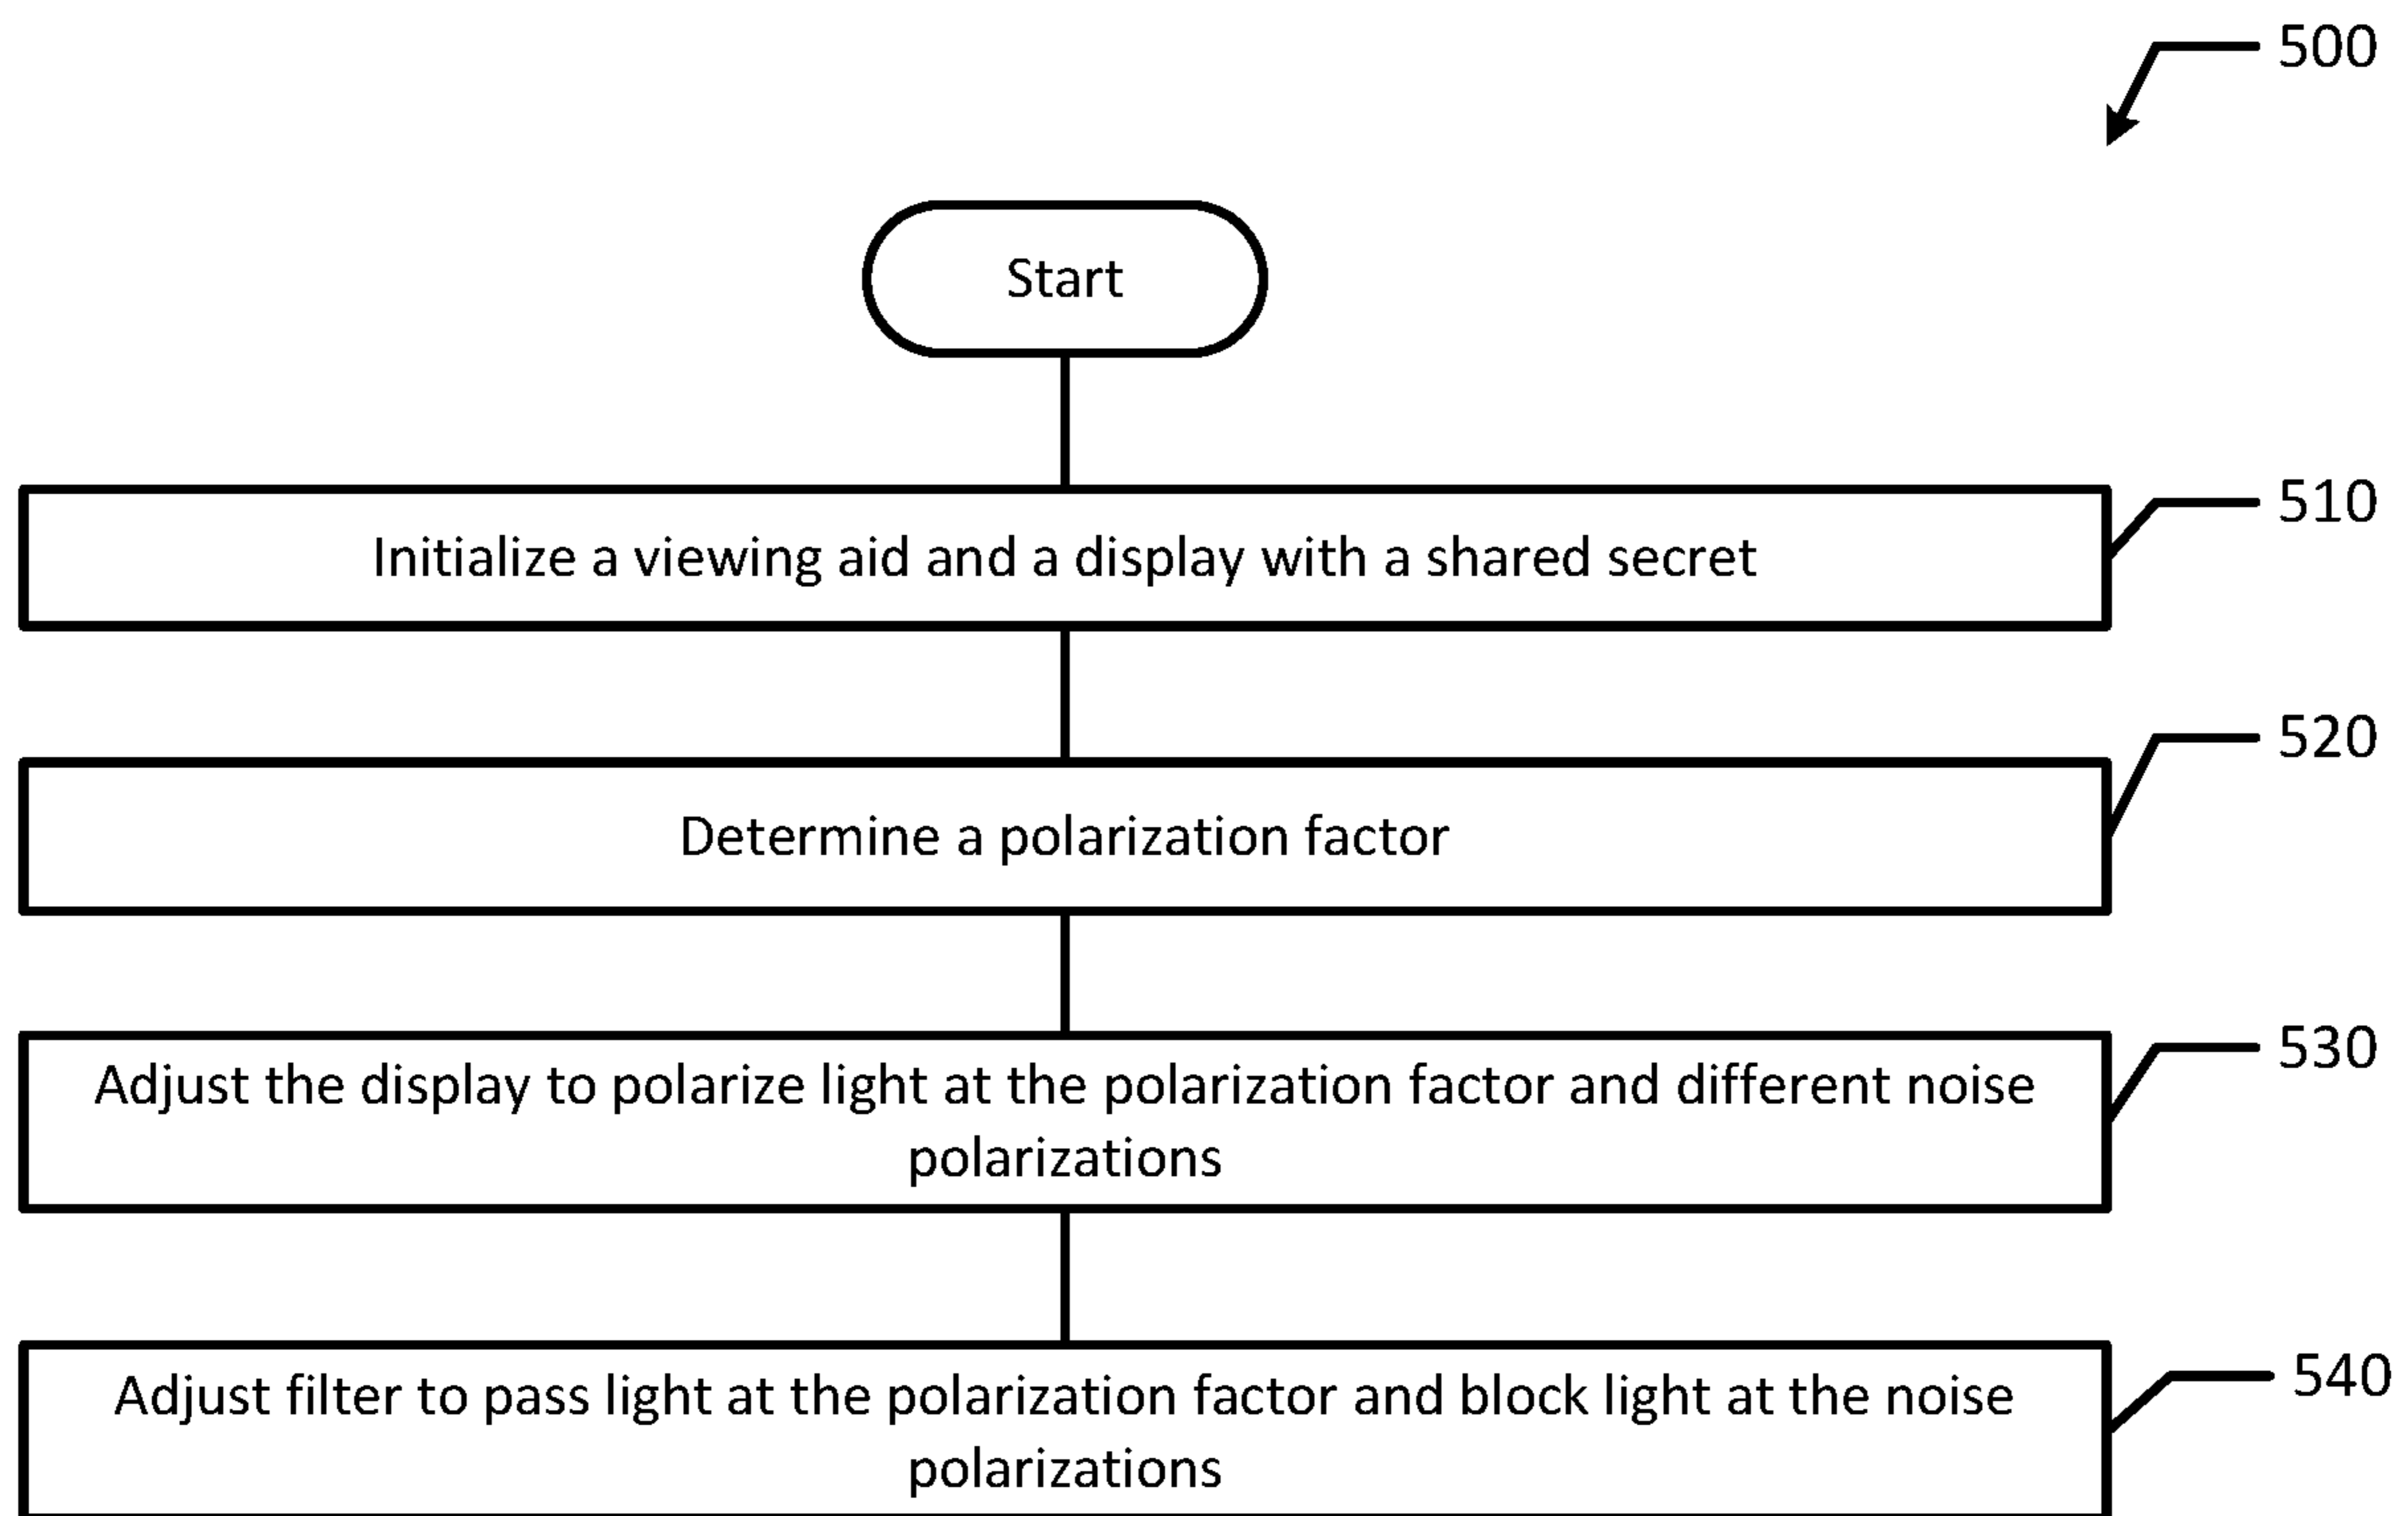 500
Start
510
Initialize a viewing aid and a display with a shared secret
520
Determine a polarization factor
530
Adjust the display to polarize light at the polarization factor and different noise
polarizations
540
Adjust filter to pass light at the polarization factor and block light at the noise
polarizations